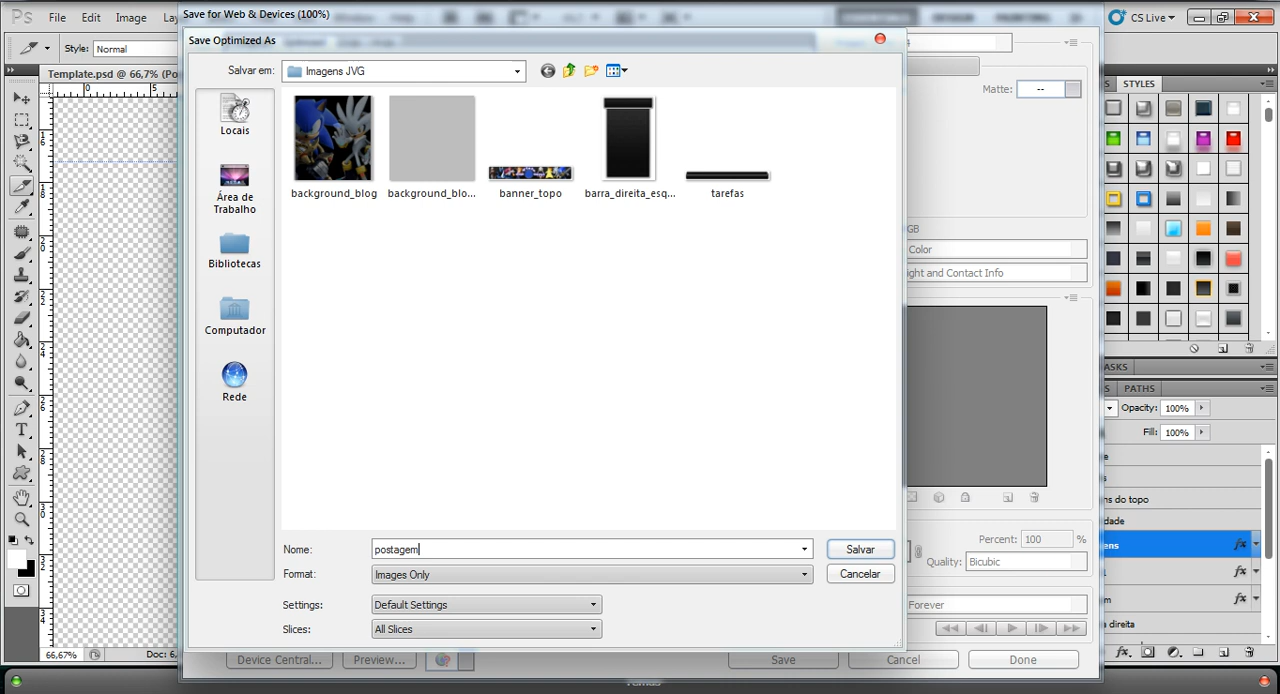 Save for Web & Devices (100%)
Ps
File
Edit
Image
CS Live
Style:
Normal
Save Optimized As
Salvar em:
Imagens JVG
Matte:
--
STYLES
Template.psd @ 66,7% (Po
0
5
Locais
Área de
Trabalho
Bibliotecas
Computador
Rede
background_blog
background_blo...
banner_topo
barra_direita_esq...
tarefas
GB
Color
ight and Contact Info
ASKS
PATHS
Opacity:
100%
Fill:
100%
ns do topo
dade
ens
m
direita
Nome:
postagem
Salvar
Format:
Images Only
Cancelar
Percent:
100
%
Quality:
Bicubic
Settings:
Default Settings
Forever
Slices:
All Slices
66,67%
Doc: 6,
Device Central...
Preview...
Save
Cancel
Done